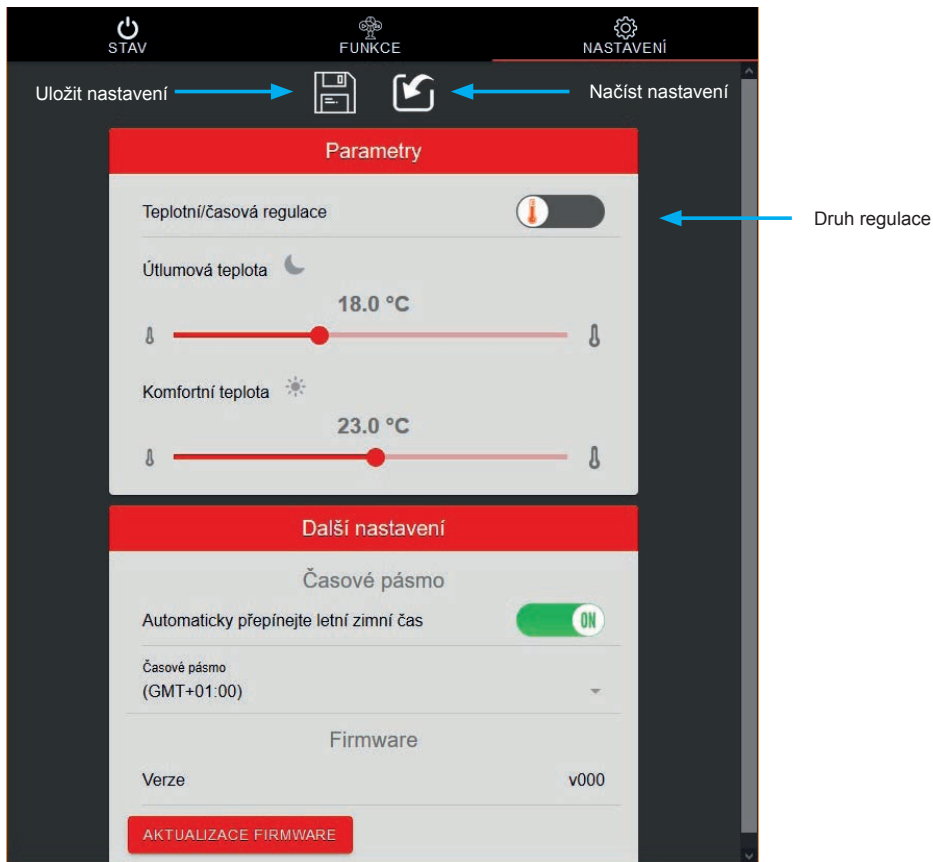 STAV
FUNKCE
NASTAVENÍ
Uložit nastavení
Načíst nastavení
Parametry
Teplotní/časová regulace
Druh regulace
Útlumová teplota
18.0 °C
Komfortní teplota
23.0 °C
Další nastavení
Časové pásmo
Automaticky přepínejte letní zimní čas
ON
Časové pásmo
(GMT+01:00)
Firmware
Verze
v000
AKTUALIZACE FIRMWARE